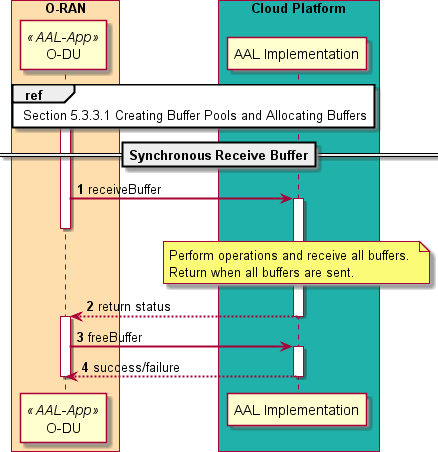 O-RAN
Cloud Platform
«AAL-App»
O-DU
AAL Implementation
ref
Section 5.3.3.1 Creating Buffer Pools and Allocating Buffers
Synchronous Receive Buffer
1 receiveBuffer
Perform operations and receive all buffers.
Return when all buffers are sent.
2 return status
3 freeBuffer
4 success/failure
«AAL-App»
O-DU
AAL Implementation